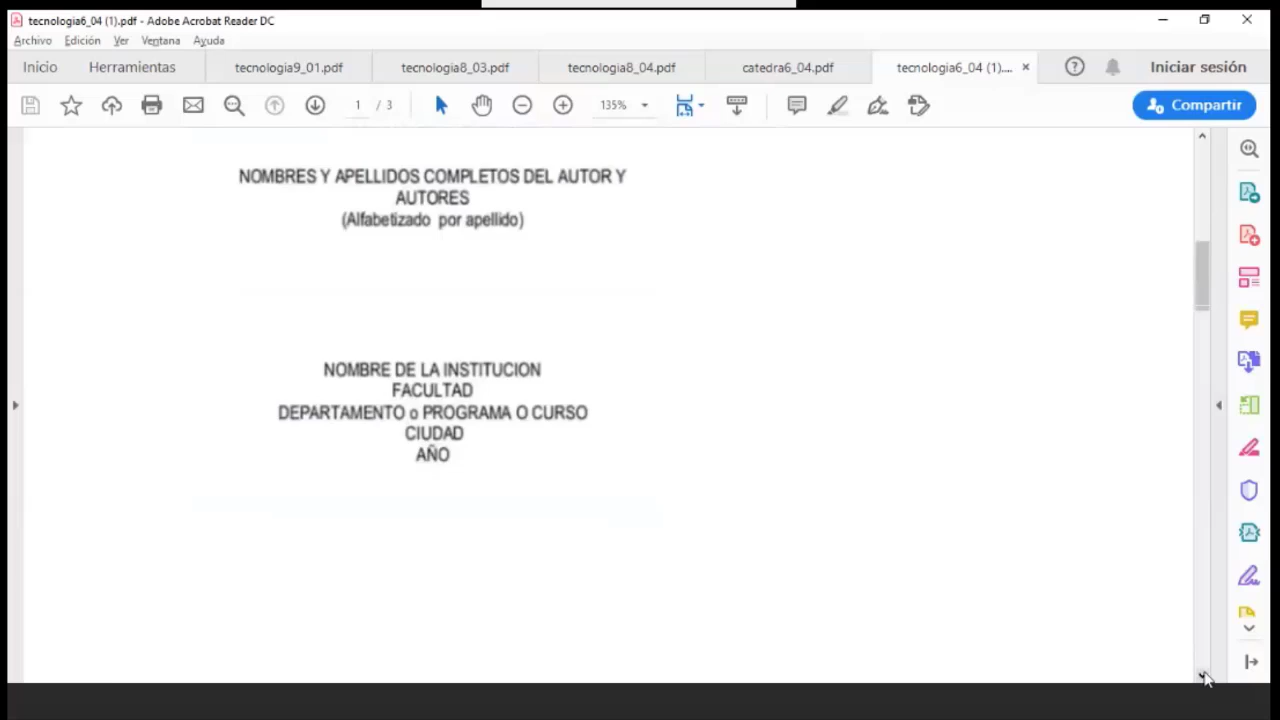 tecnologia6_04 (1).pdf - Adobe Acrobat Reader DC
Archivo Edición Ver Ventana Ayuda
Inicio Herramientas tecnologia9_01.pdf tecnologia8_03.pdf tecnologia8_04.pdf catedra6_04.pdf tecnologia6_04 (1).... × Iniciar sesión
1 / 3 135% Compartir
NOMBRES Y APELLIDOS COMPLETOS DEL AUTOR Y
AUTORES
(Alfabetizado por apellido)
NOMBRE DE LA INSTITUCION
FACULTAD
DEPARTAMENTO o PROGRAMA O CURSO
CIUDAD
AÑO